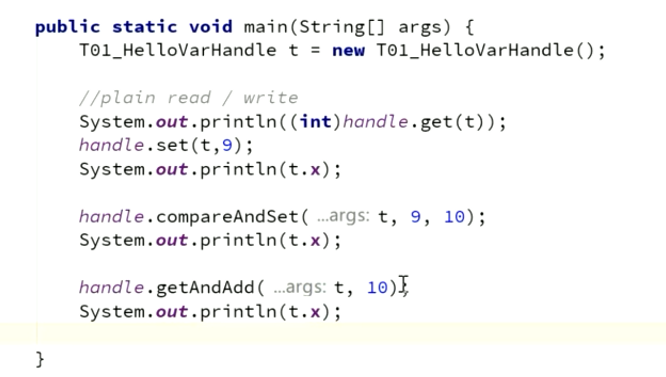 public static void main(String[] args) {
T01_HelloVarHandle t = new T01_HelloVarHandle();
//plain read / write
System.out.println((int)handle.get(t));
handle.set(t,9);
System.out.println(t.x);
handle.compareAndSet( ...args: t, 9, 10);
System.out.println(t.x);
handle.getAndAdd( ...args: t, 10);
System.out.println(t.x);
}